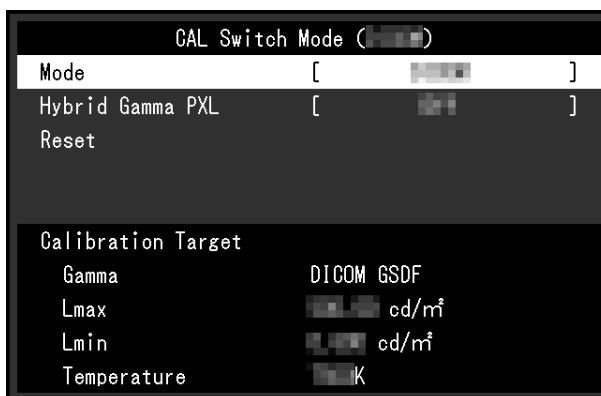 CAL Switch Mode ( )
Mode [ ]
Hybrid Gamma PXL [ ]
Reset
Calibration Target
Gamma DICOM GSDF
Lmax cd/㎡
Lmin cd/㎡
Temperature K